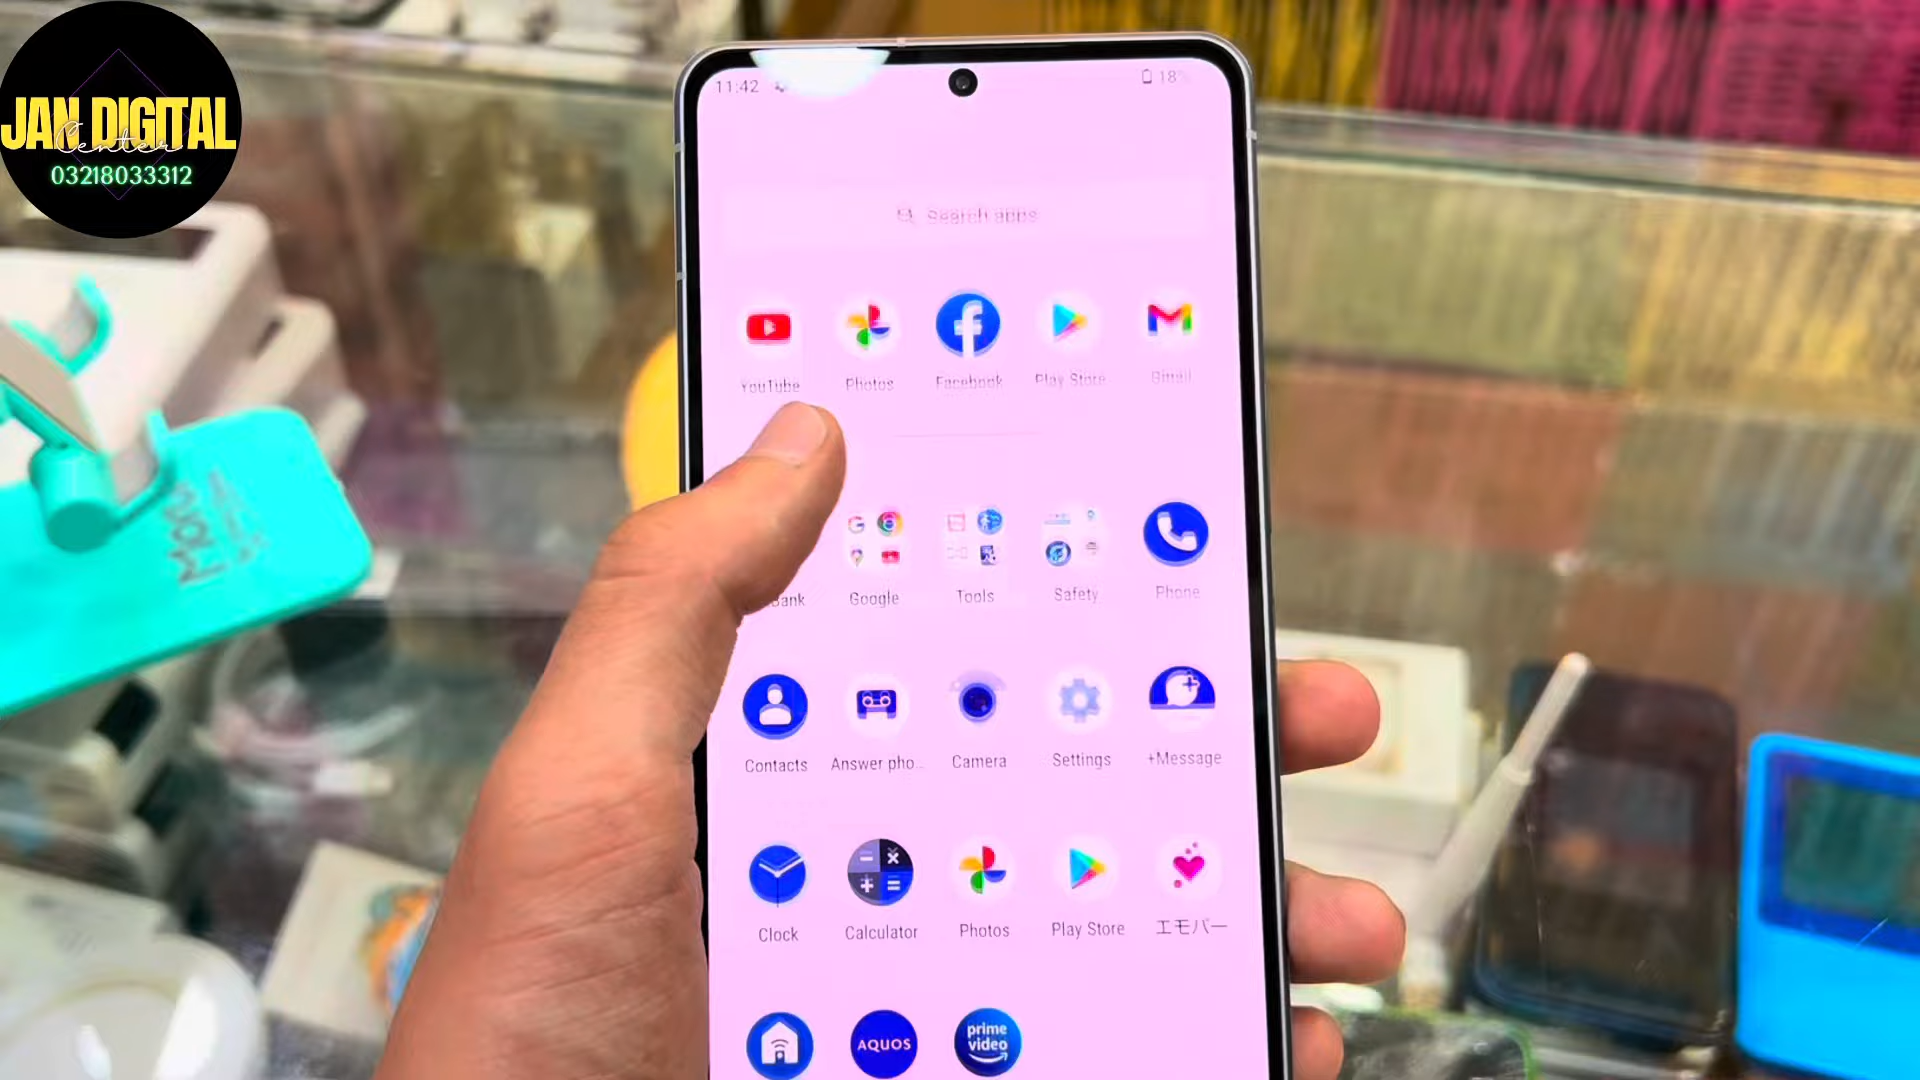 JAN DIGITAL
Center
03218033312
11:42
18%
Search apps
YouTube
Photos
Facebook
Play Store
Gmail
Google
Tools
Safety
Phone
Contacts
Answer pho...
Camera
Settings
+Message
Clock
Calculator
Photos
Play Store
エモパー
AQUOS
prime
video